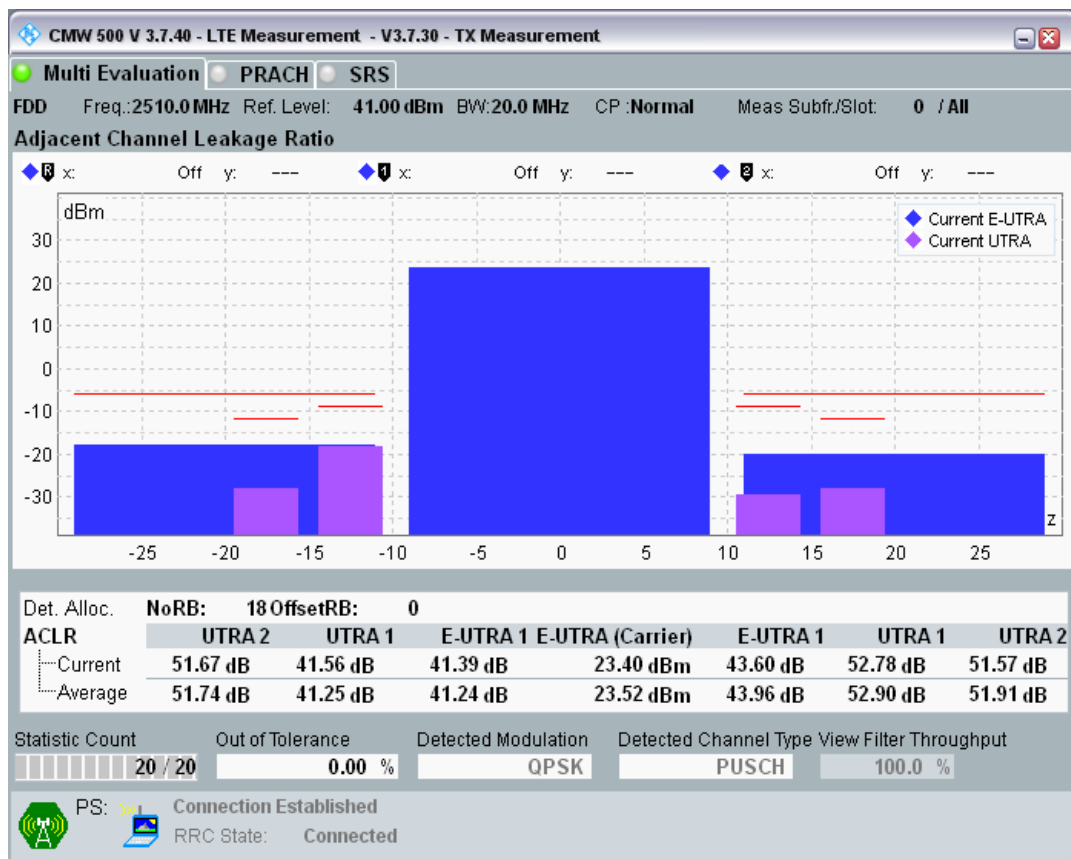 CMW 500 V 3.7.40 - LTE Measurement - V3.7.30 - TX Measurement
Multi Evaluation PRACH SRS
FDD Freq.:2510.0 MHz Ref. Level: 41.00 dBm BW:20.0 MHz CP :Normal Meas Subfr./Slot: 0 / All
Adjacent Channel Leakage Ratio
R x: Off y: --- 1 x: Off y: --- 2 x: Off y: ---
dBm
Current E-UTRA
Current UTRA
30
20
10
0
-10
-20
-30
z
-25 -20 -15 -10 -5 0 5 10 15 20 25
Det. Alloc. NoRB: 18 OffsetRB: 0
ACLR UTRA 2 UTRA 1 E-UTRA 1 E-UTRA (Carrier) E-UTRA 1 UTRA 1 UTRA 2
Current 51.67 dB 41.56 dB 41.39 dB 23.40 dBm 43.60 dB 52.78 dB 51.57 dB
Average 51.74 dB 41.25 dB 41.24 dB 23.52 dBm 43.96 dB 52.90 dB 51.91 dB
Statistic Count Out of Tolerance Detected Modulation Detected Channel Type View Filter Throughput
20 / 20 0.00 % QPSK PUSCH 100.0 %
PS: Connection Established
RRC State: Connected